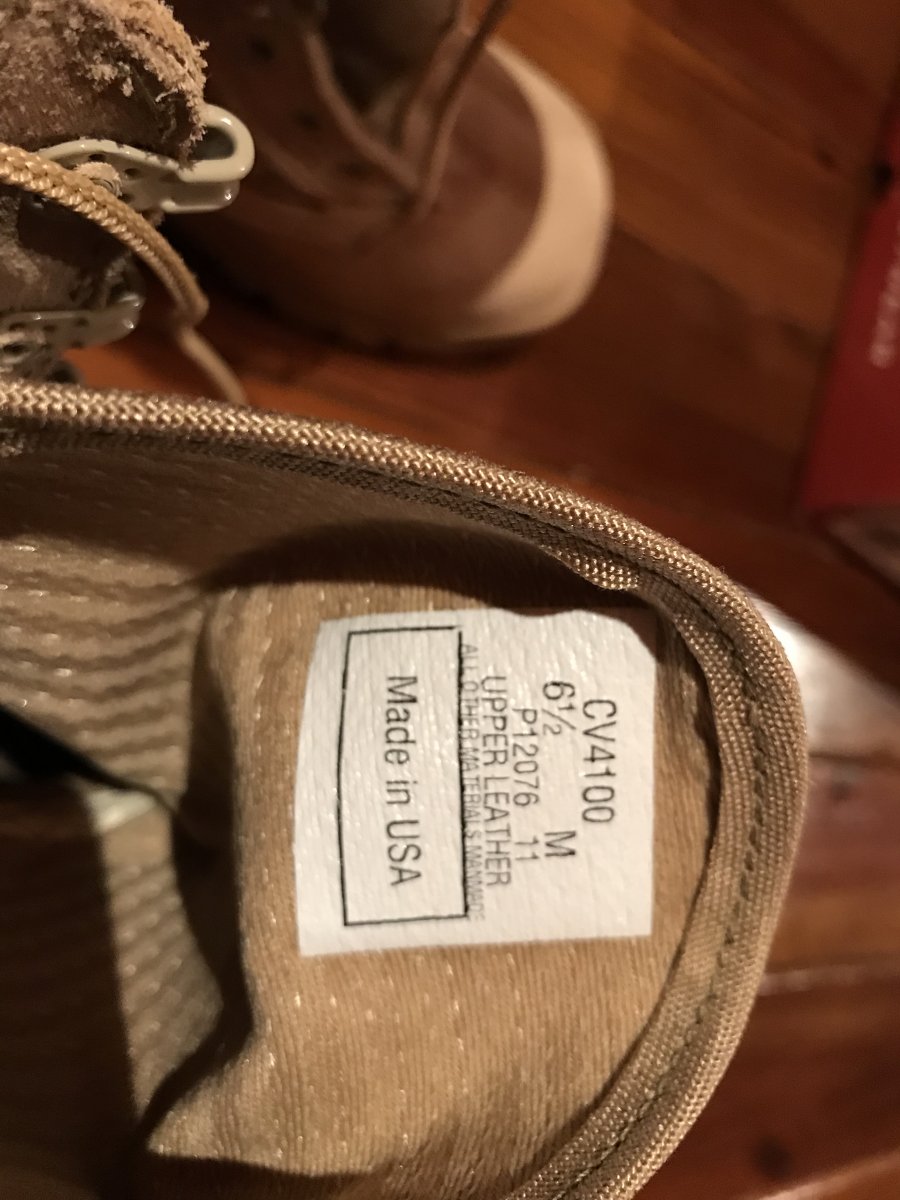 CV4100
6½ M
P12076 11
UPPER LEATHER
ALL OTHER MATERIALS MANMADE
Made in USA